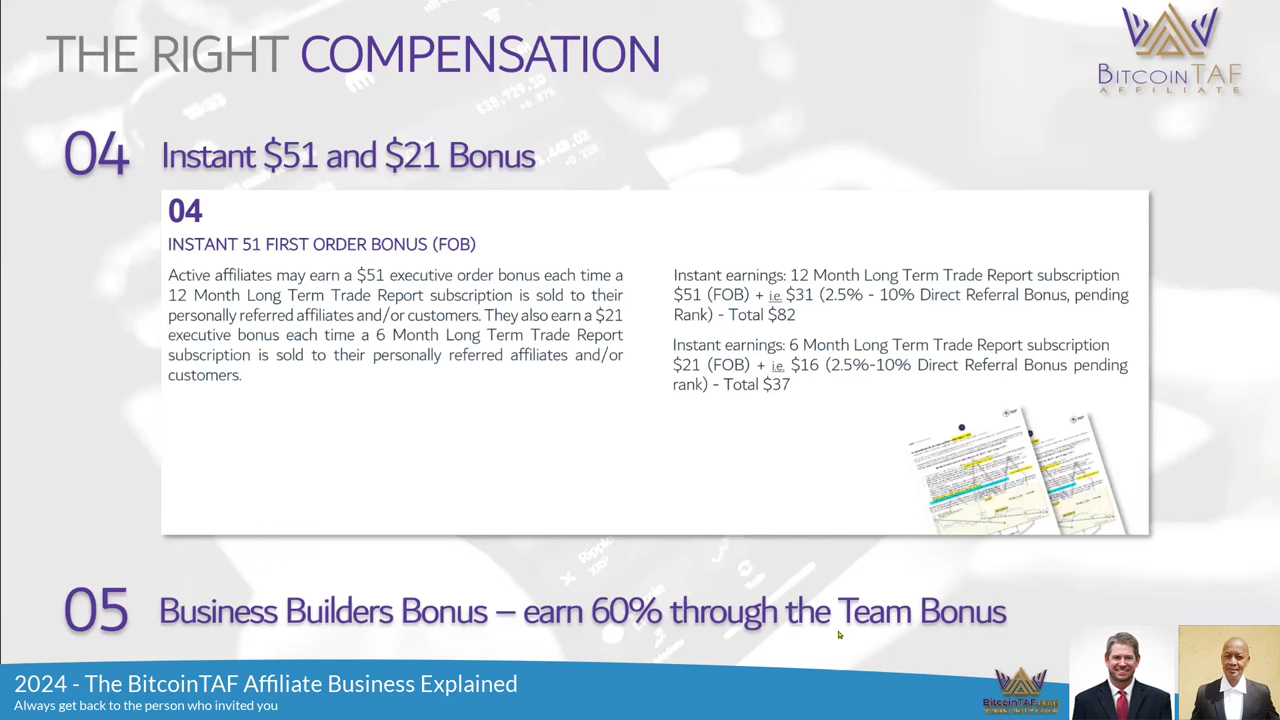 THE RIGHT COMPENSATION
BITCOINTAF
AFFILIATE
04 Instant $51 and $21 Bonus
04
INSTANT 51 FIRST ORDER BONUS (FOB)
Active affiliates may earn a $51 executive order bonus each time a
12 Month Long Term Trade Report subscription is sold to their
personally referred affiliates and/or customers. They also earn a $21
executive bonus each time a 6 Month Long Term Trade Report
subscription is sold to their personally referred affiliates and/or
customers.
Instant earnings: 12 Month Long Term Trade Report subscription
$51 (FOB) + i.e. $31 (2.5% - 10% Direct Referral Bonus, pending
Rank) - Total $82
Instant earnings: 6 Month Long Term Trade Report subscription
$21 (FOB) + i.e. $16 (2.5%-10% Direct Referral Bonus pending
rank) - Total $37
05 Business Builders Bonus – earn 60% through the Team Bonus
2024 - The BitcoinTAF Affiliate Business Explained
Always get back to the person who invited you